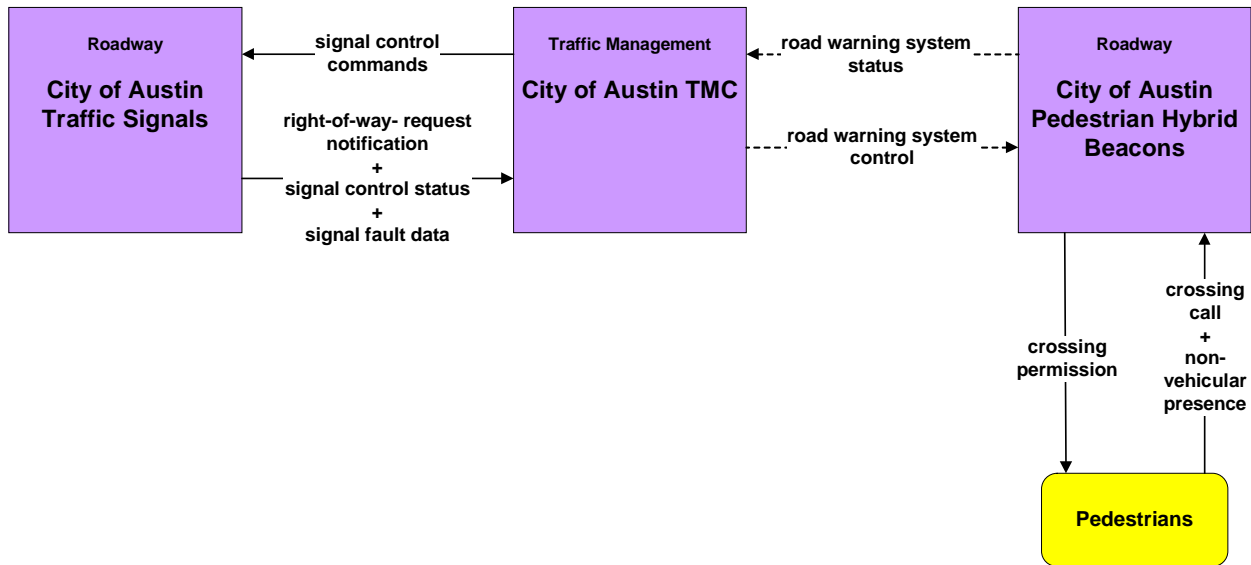 Roadway
City of Austin
Traffic Signals
signal control
commands
right-of-way- request
notification
+
signal control status
+
signal fault data
Traffic Management
City of Austin TMC
road warning system
status
road warning system
control
Roadway
City of Austin
Pedestrian Hybrid
Beacons
crossing
permission
crossing
call
+
non-
vehicular
presence
Pedestrians